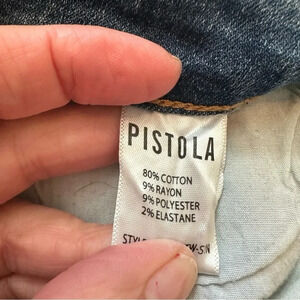 PISTOLA
80% COTTON
9% RAYON
9% POLYESTER
2% ELASTANE